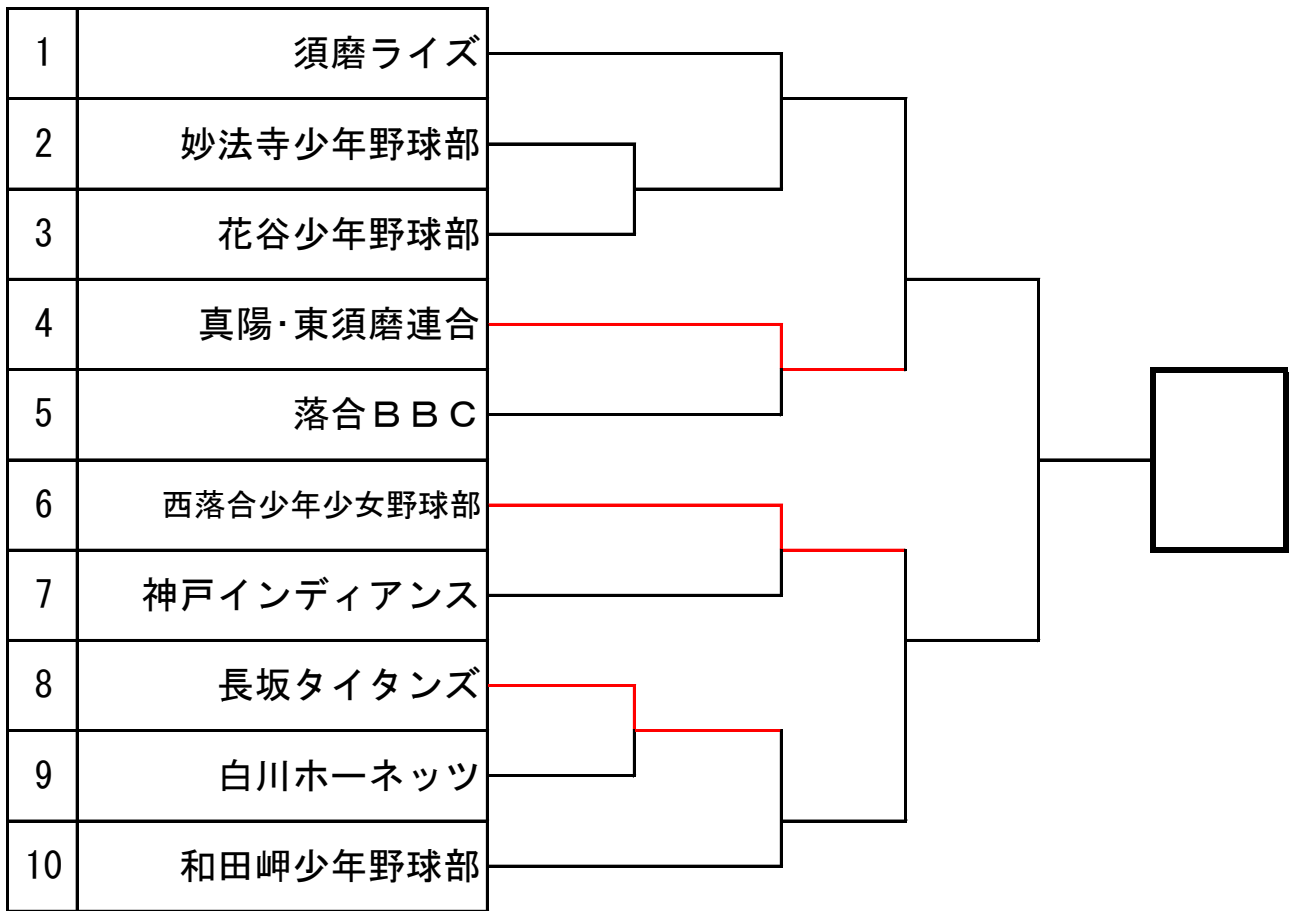 1 須磨ライズ
2 妙法寺少年野球部
3 花谷少年野球部
4 真陽・東須磨連合
5 落合ＢＢＣ
6 西落合少年少女野球部
7 神戸インディアンス
8 長坂タイタンズ
9 白川ホーネッツ
10 和田岬少年野球部